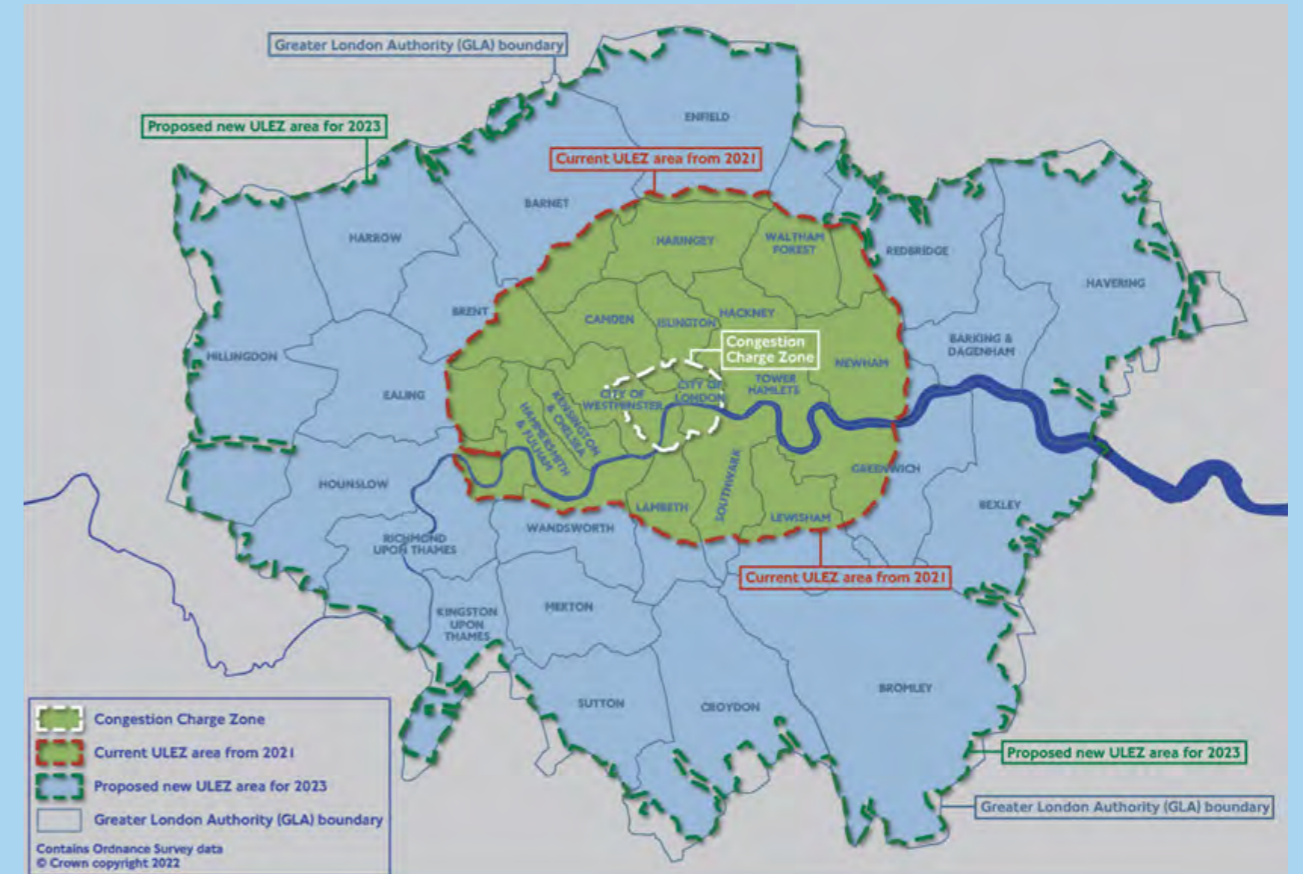 Greater London Authority (GLA) boundary
Proposed new ULEZ area for 2023
ENFIELD
Current ULEZ area from 2021
BARNET
HARROW
HARINGEY
WALTHAM
FOREST
REDBRIDGE
HAVERING
BRENT
CAMDEN
ISLINGTON
HACKNEY
Congestion
Charge Zone
BARKING &
DAGENHAM
HILLINGDON
EALING
NEWHAM
CITY OF
WESTMINSTER
CITY OF
LONDON
TOWER
HAMLETS
KENSINGTON
& CHELSEA
HAMMERSMITH
& FULHAM
HOUNSLOW
GREENWICH
BEXLEY
LAMBETH
SOUTHWARK
LEWISHAM
WANDSWORTH
RICHMOND
UPON THAMES
Current ULEZ area from 2021
KINGSTON
UPON
THAMES
MERTON
SUTTON
CROYDON
BROMLEY
Proposed new ULEZ area for 2023
Greater London Authority (GLA) boundary
Congestion Charge Zone
Current ULEZ area from 2021
Proposed new ULEZ area for 2023
Greater London Authority (GLA) boundary
Contains Ordnance Survey data
© Crown copyright 2022